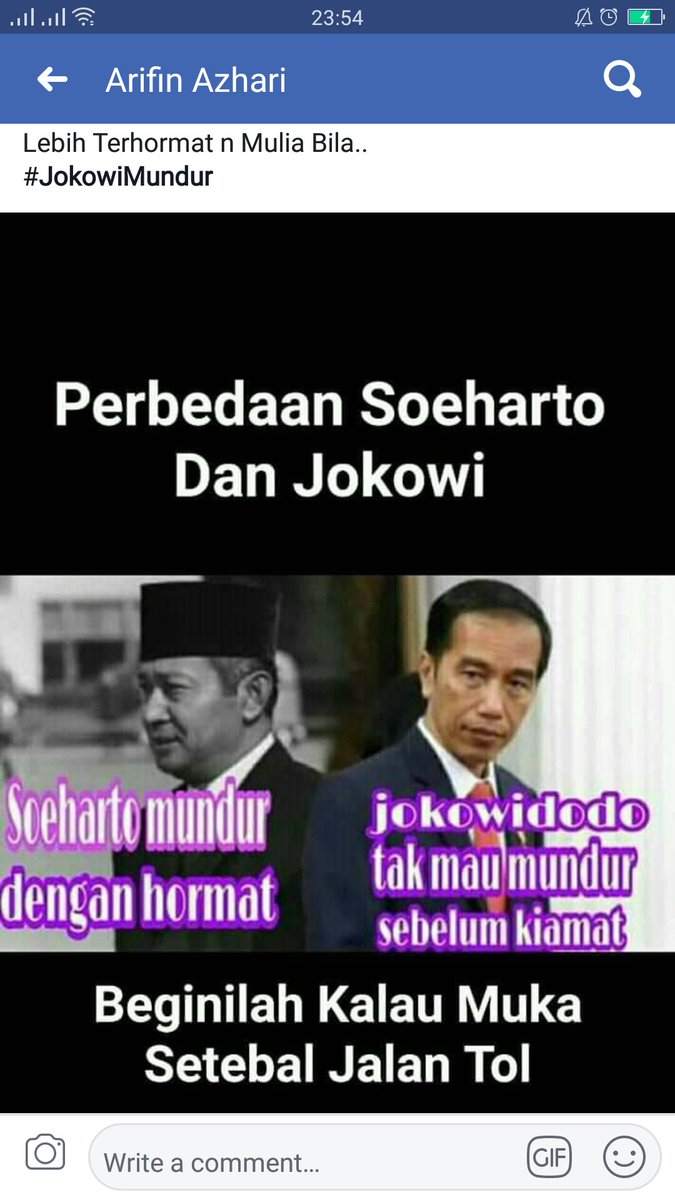 23:54
Arifin Azhari
Lebih Terhormat n Mulia Bila..
#JokowiMundur
Perbedaan Soeharto
Dan Jokowi
Soeharto mundur
dengan hormat
jokowidodo
tak mau mundur
sebelum kiamat
Beginilah Kalau Muka
Setebal Jalan Tol
Write a comment...
GIF